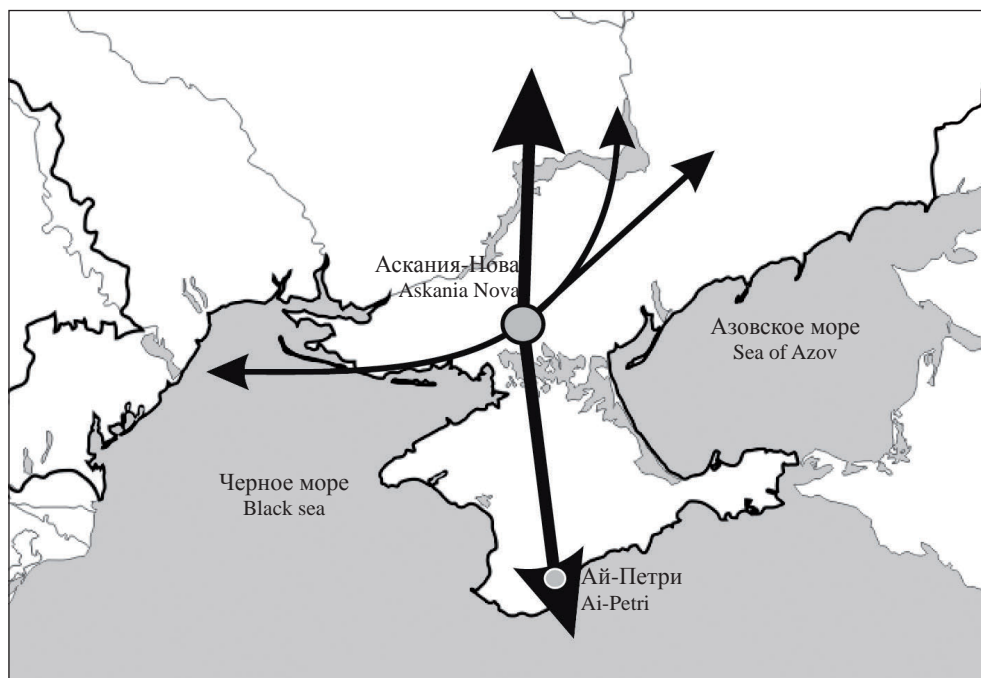 Аскания-Нова
Askania Nova
Азовское море
Sea of Azov
Черное море
Black sea
Ай-Петри
Ai-Petri